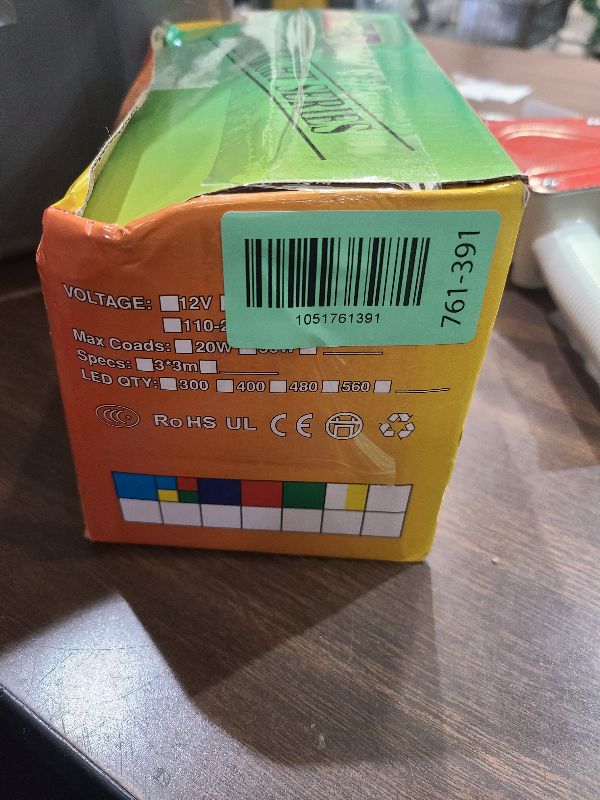 SERIES
1051761391
761-391
VOLTAGE: 12V
110-2
Max Coads: 20W
Specs: 3*3m
LED QTY: 300 400 480 560
RoHS UL CE